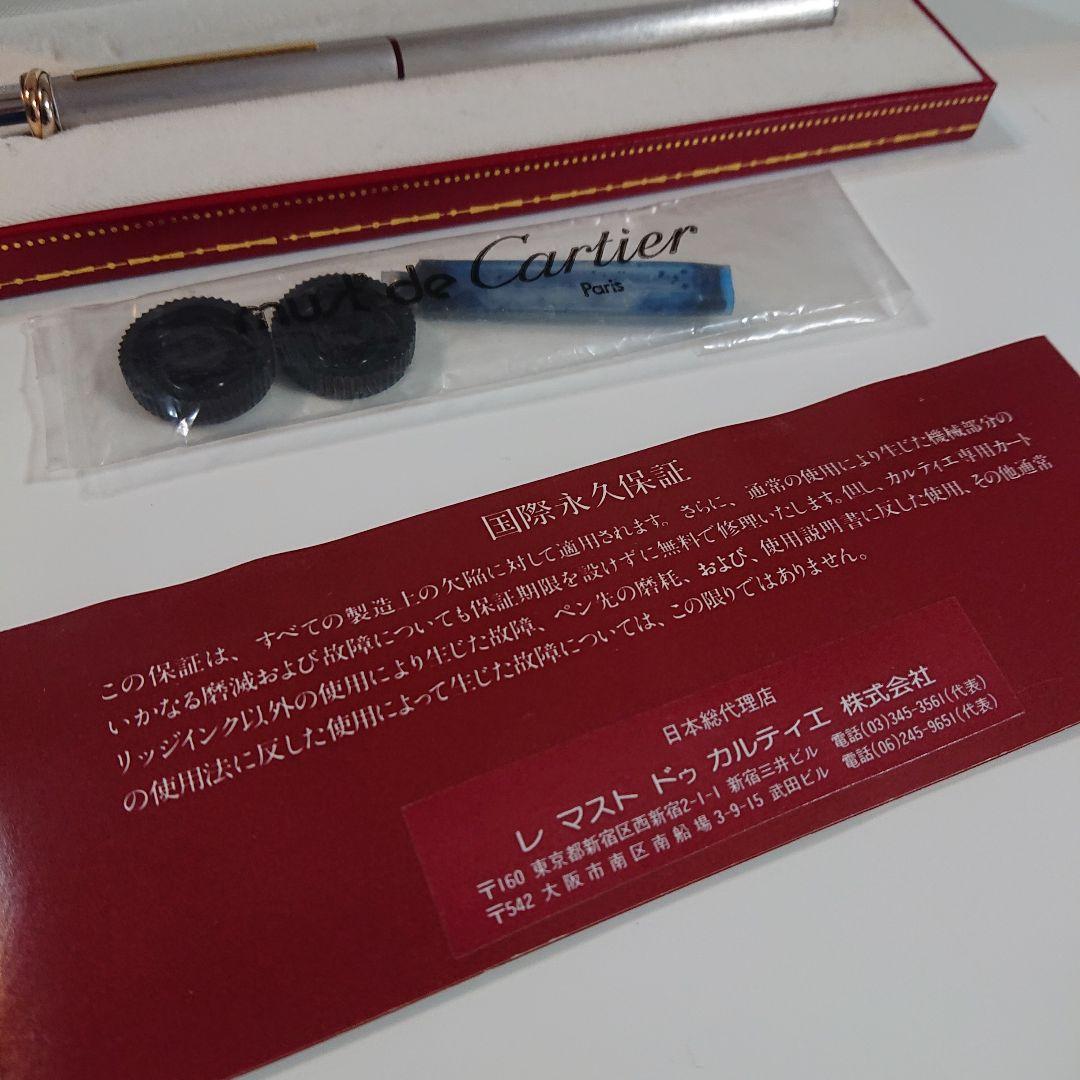 must de Cartier
Paris
国際永久保証
この保証は、すべての製造上の欠陥に対して適用されます。さらに、通常の使用により生じた機械部分の
いかなる磨滅および故障についても保証期限を設けずに無料で修理いたします。但し、カルティエ専用カート
リッジインク以外の使用により生じた故障、ペン先の磨耗、および、使用説明書に反した使用、その他通常
の使用法に反した使用によって生じた故障については、この限りではありません。
日本総代理店
レ マスト ドゥ カルティエ 株式会社
〒160 東京都新宿区西新宿2-1-1 新宿三井ビル 電話(03)345-3561(代表)
〒542 大阪市南区南船場3-9-15 武田ビル 電話(06)245-9651(代表)